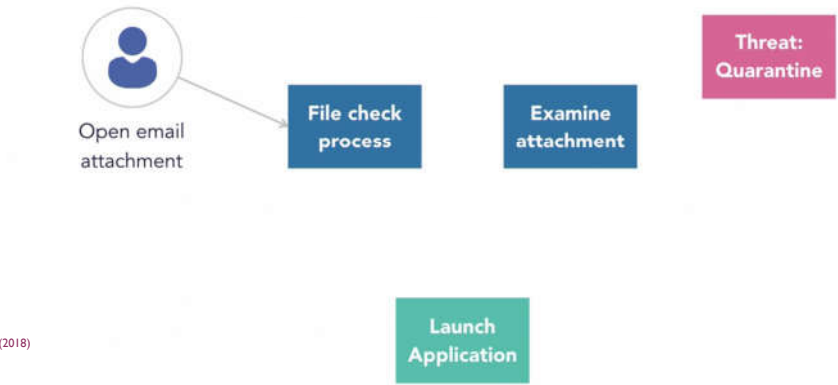 Threat:
Quarantine
File check
process
Examine
attachment
Open email
attachment
Launch
Application
(2018)